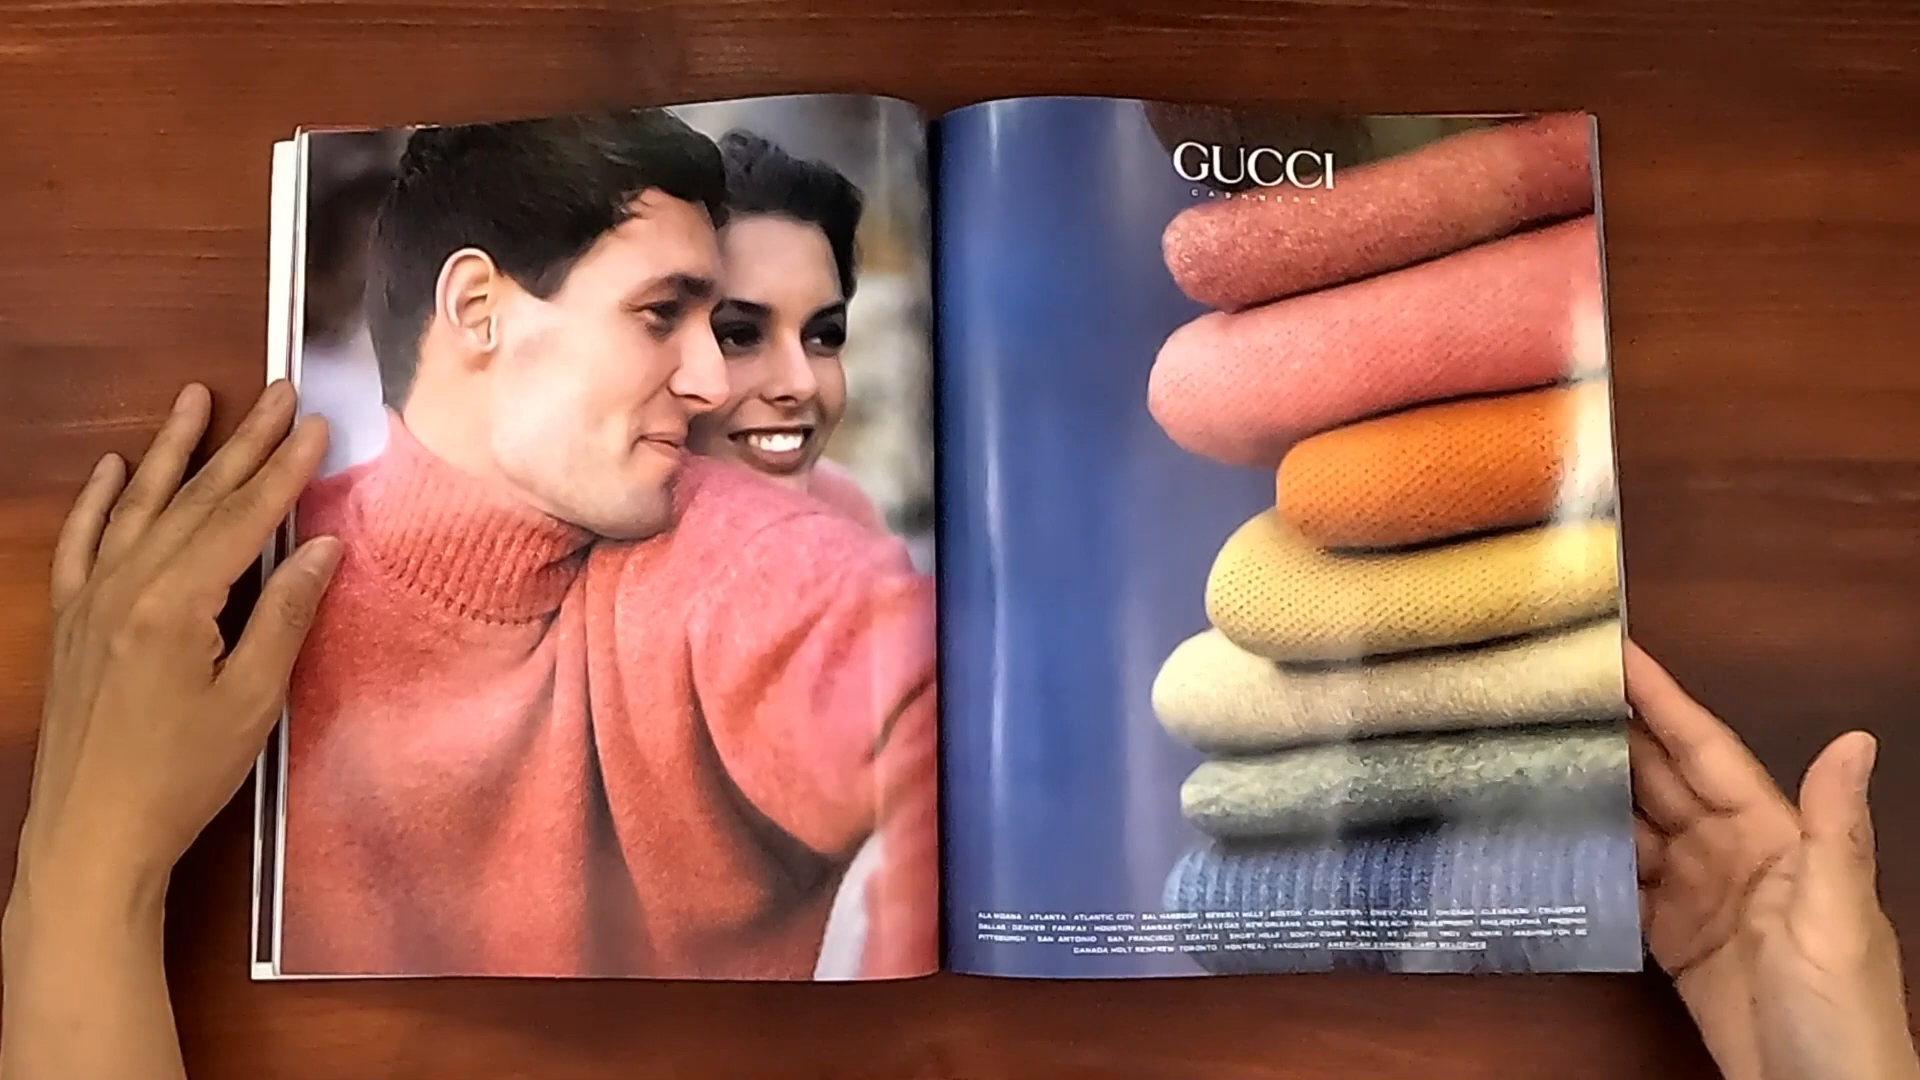 GUCCI
CASHMERE
ALA MOANA · ATLANTA · ATLANTIC CITY · BAL HARBOUR · BEVERLY HILLS · BOSTON · CHARLESTON · CHEVY CHASE · CHICAGO · CLEVELAND · COLUMBUS
DALLAS · DENVER · FAIRFAX · HOUSTON · KANSAS CITY · LAS VEGAS · NEW ORLEANS · NEW YORK · PALM BEACH · PHILADELPHIA · PHOENIX
PITTSBURGH · SAN ANTONIO · SAN FRANCISCO · SEATTLE · SHORT HILLS · SOUTH COAST PLAZA · ST. LOUIS · TROY · WAIKIKI · WASHINGTON DC
CANADA HOLT RENFREW TORONTO · MONTREAL · VANCOUVER · AMERICAN EXPRESS CARD WELCOMED